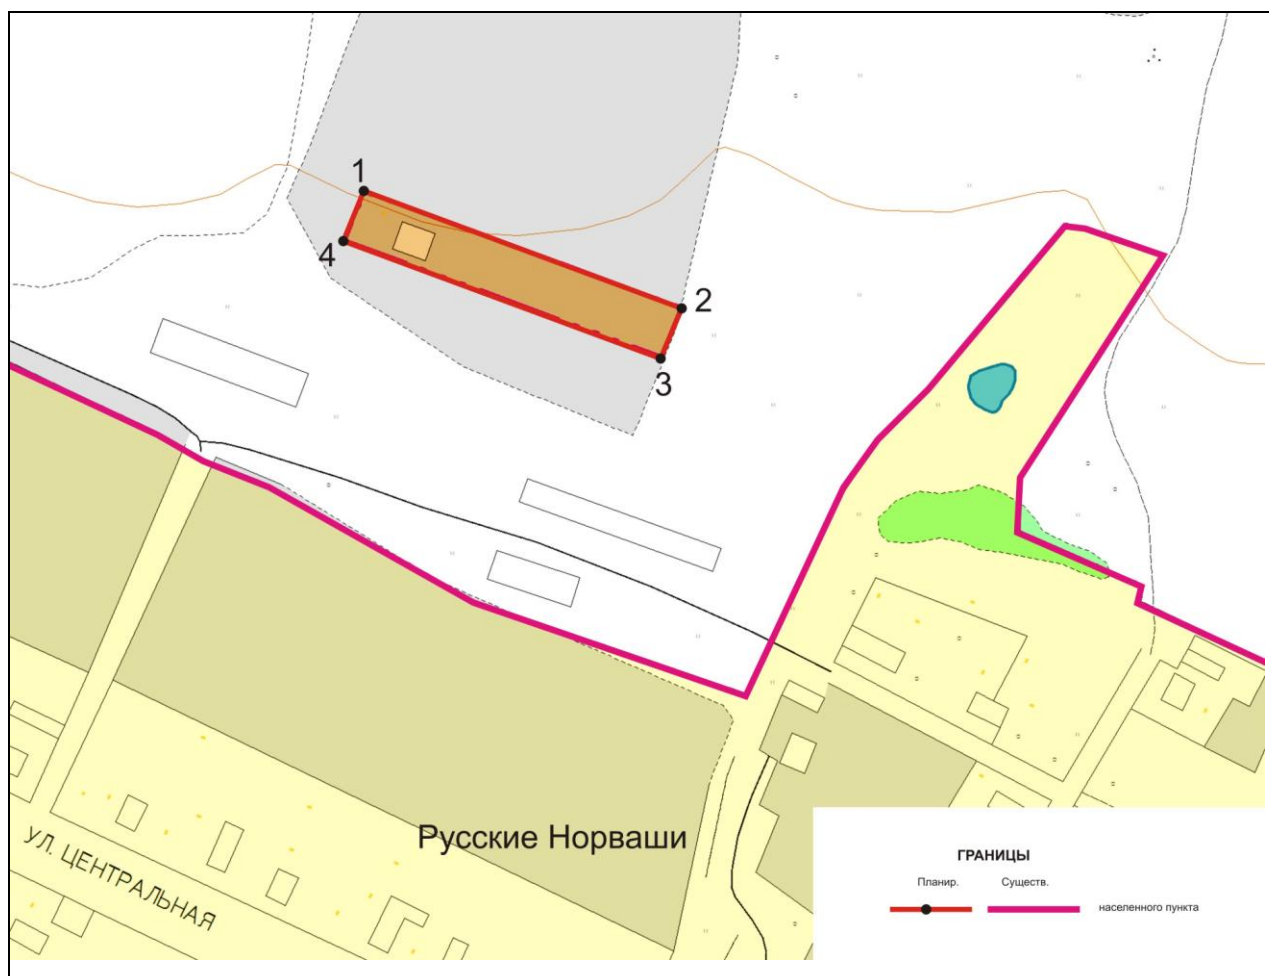 1
4
2
3
Русские Норваши
УЛ. ЦЕНТРАЛЬНАЯ
ГРАНИЦЫ
Планир. Существ.
населенного пункта